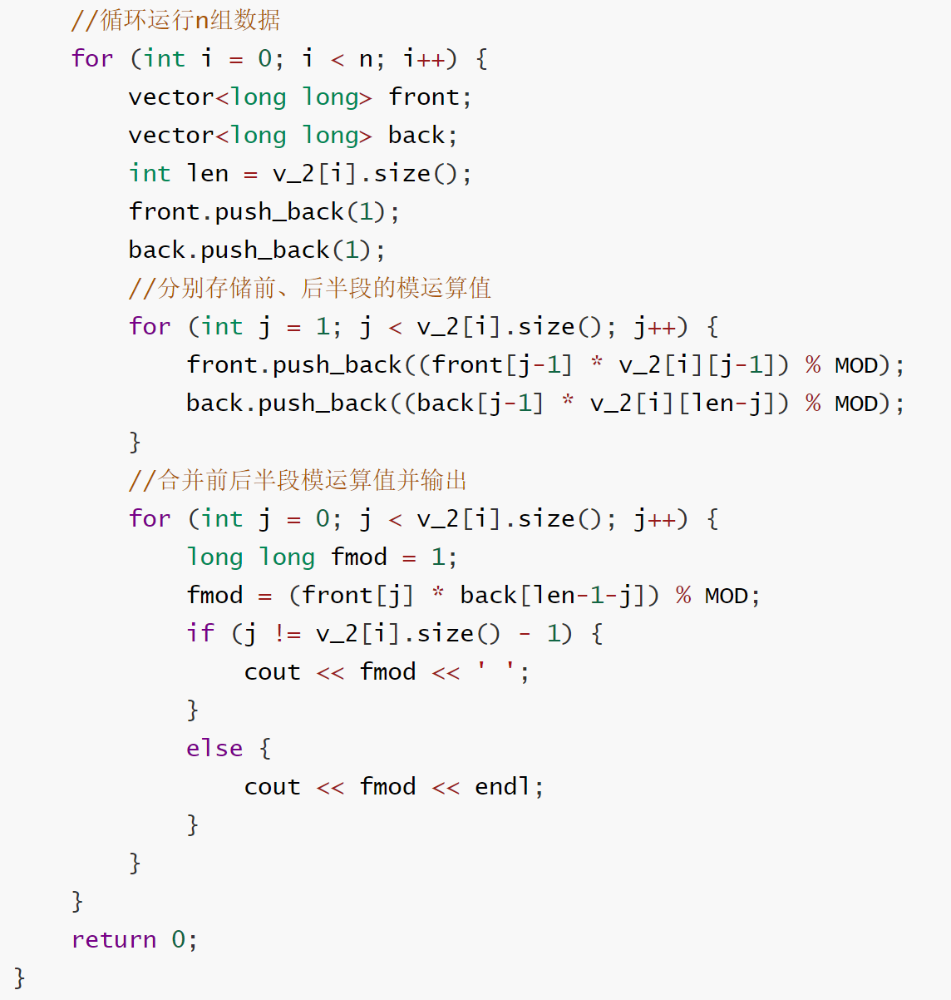 //循环运行n组数据
for (int i = 0; i < n; i++) {
vector<long long> front;
vector<long long> back;
int len = v_2[i].size();
front.push_back(1);
back.push_back(1);
//分别存储前、后半段的模运算值
for (int j = 1; j < v_2[i].size(); j++) {
front.push_back((front[j-1] * v_2[i][j-1]) % MOD);
back.push_back((back[j-1] * v_2[i][len-j]) % MOD);
}
//合并前后半段模运算值并输出
for (int j = 0; j < v_2[i].size(); j++) {
long long fmod = 1;
fmod = (front[j] * back[len-1-j]) % MOD;
if (j != v_2[i].size() - 1) {
cout << fmod << ' ';
}
else {
cout << fmod << endl;
}
}
}
return 0;
}